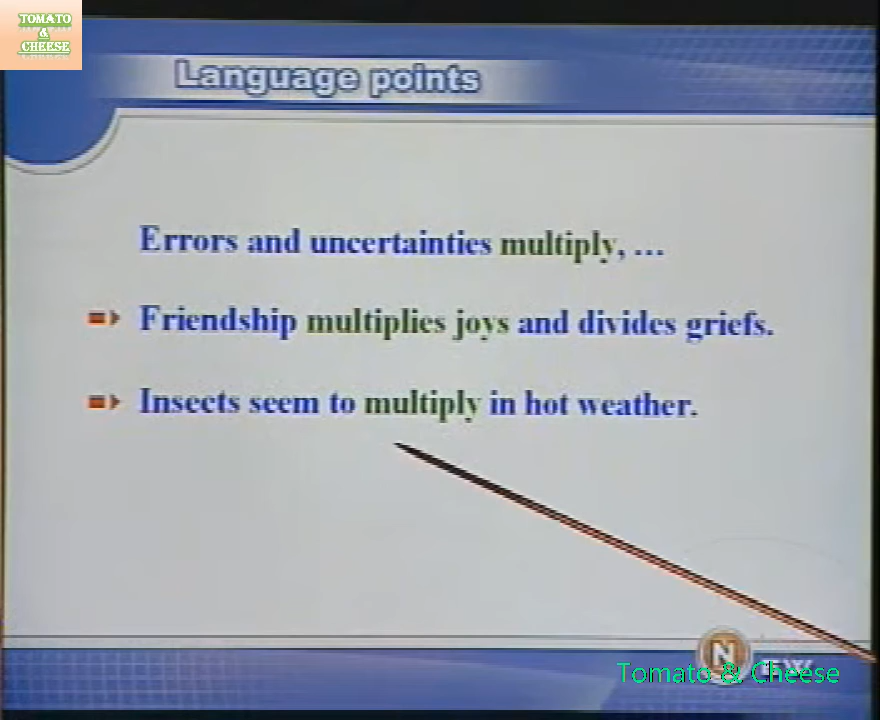 TOMATO
&
CHEESE
Language points
Errors and uncertainties multiply, ...
Friendship multiplies joys and divides griefs.
Insects seem to multiply in hot weather.
N
Tomato & Cheese